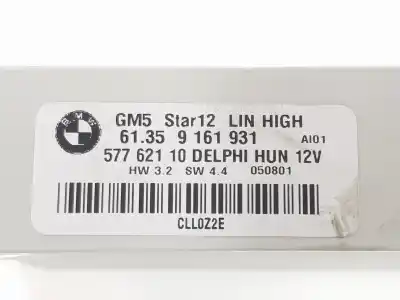 BMW
GM5 Star12 LIN HIGH
61.35 9 161 931 AI01
577 621 10 DELPHI HUN 12V
HW 3.2 SW 4.4 050801
CLL0Z2E